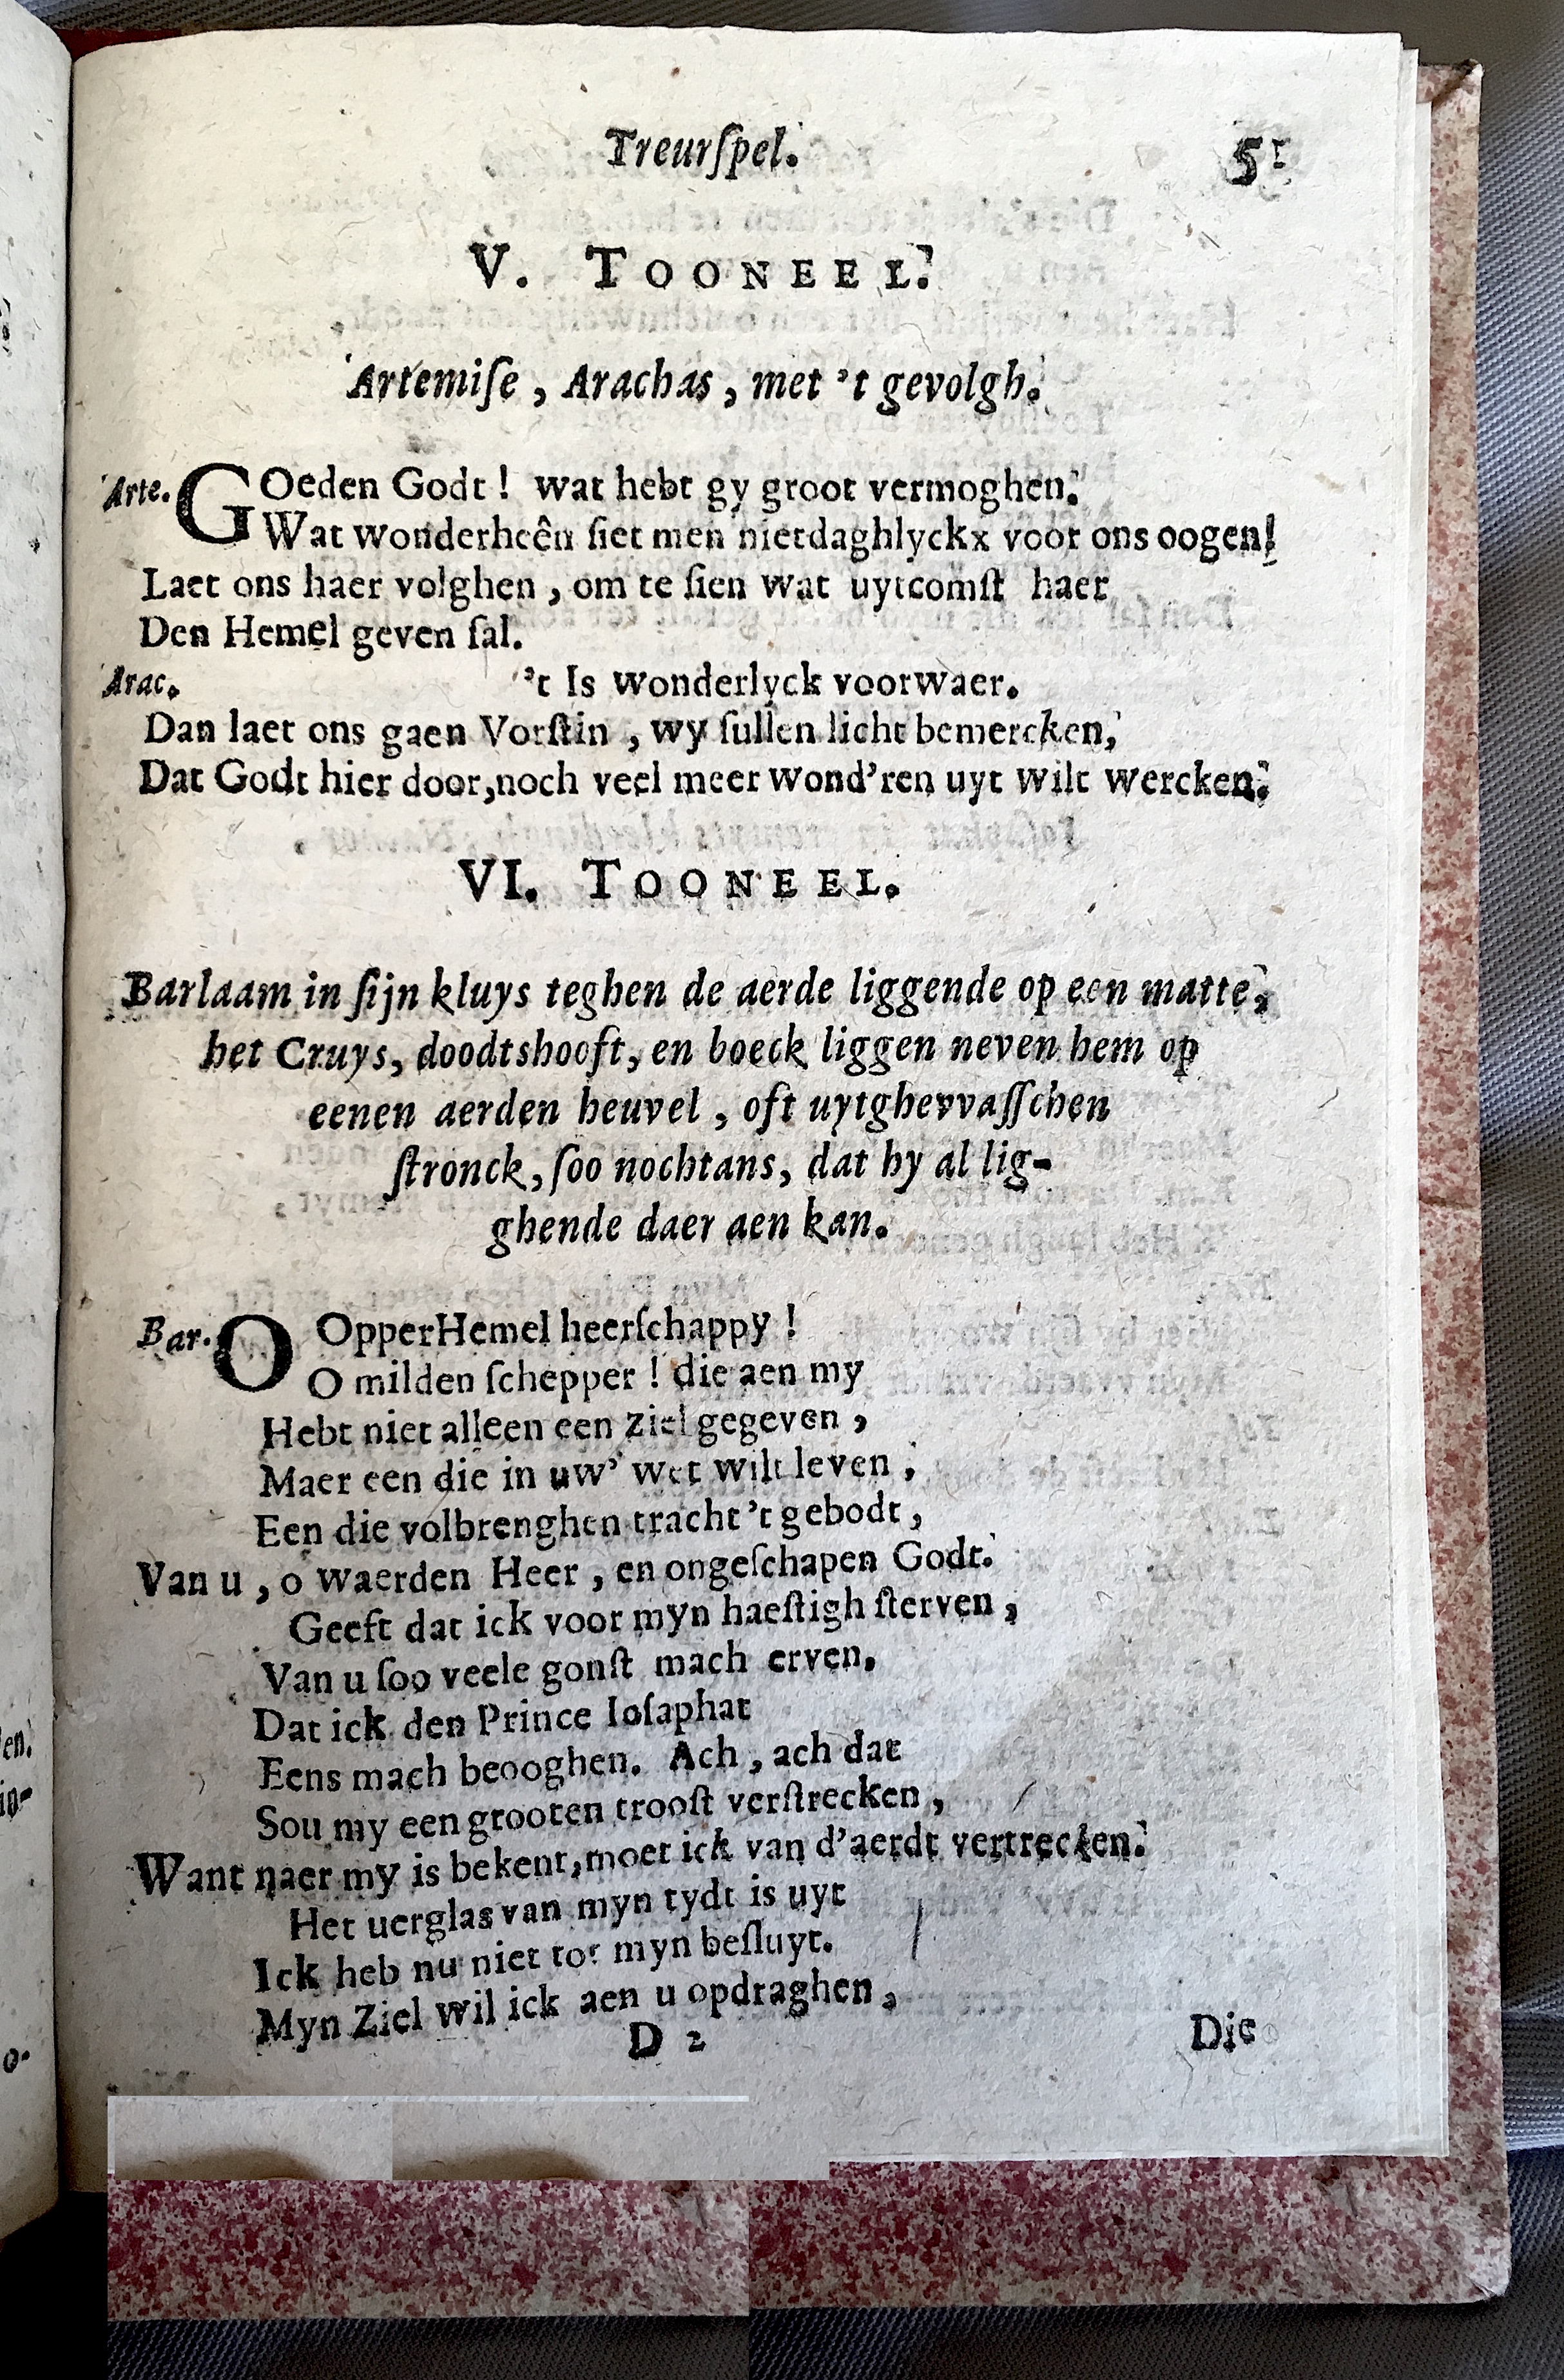 Treurſpel. 51
V. TOONEEL.
Artemiſe, Arachas, met 't gevolgh.
Arte. GOeden Godt! wat hebt gy groot vermoghen.
Wat wonderheên ſiet men nietdaghlyckx voor ons oogen!
Laet ons haer volghen, om te ſien wat uytcomſt haer
Den Hemel geven ſal.
Arac. 't Is wonderlyck voorwaer.
Dan laet ons gaen Vorſtin, wy ſullen licht bemercken,
Dat Godt hier door, noch veel meer wond'ren uyt wilt wercken.
VI. TOONEEL.
Barlaam in ſijn kluys teghen de aerde liggende op een matte,
het Cruys, doodtshooft, en boeck liggen neven hem op
eenen aerden heuvel, oft uytghevvaſſchen
ſtronck, ſoo nochtans, dat hy al lig-
ghende daer aen kan.
Bar. O OpperHemel heerſchappy!
O milden ſchepper! die aen my
Hebt niet alleen een ziel gegeven,
Maer een die in uw' wet wilt leven,
Een die volbrenghen tracht 't gebodt,
Van u, o waerden Heer, en ongeſchapen Godt.
Geeft dat ick voor myn haeſtigh ſterven,
Van u ſoo veele gonſt mach erven.
Dat ick den Prince Ioſaphat
Eens mach beooghen. Ach, ach dat
Sou my een grooten trooſt verſtrecken,
Want naer my is bekent, moet ick van d'aerdt vertrecken.
Het uerglas van myn tydt is uyt
Ick heb nu niet tot myn beſluyt.
Myn Ziel wil ick aen u opdraghen,
D 2 Die